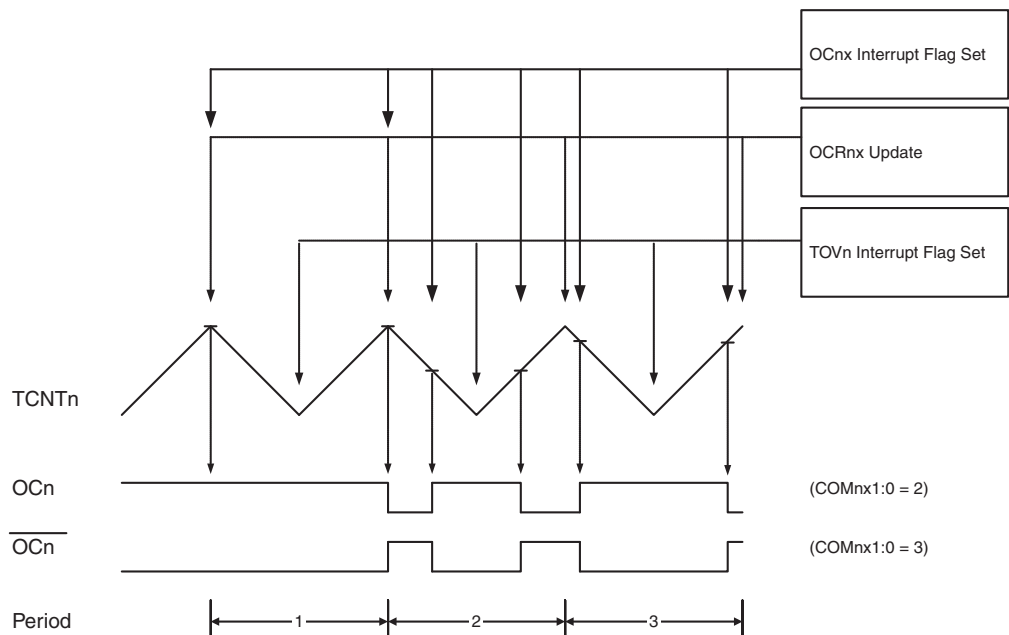 OCnx Interrupt Flag Set
OCRnx Update
TOVn Interrupt Flag Set
TCNTn
OCn
(COMnx1:0 = 2)
OCn
(COMnx1:0 = 3)
Period
1
2
3